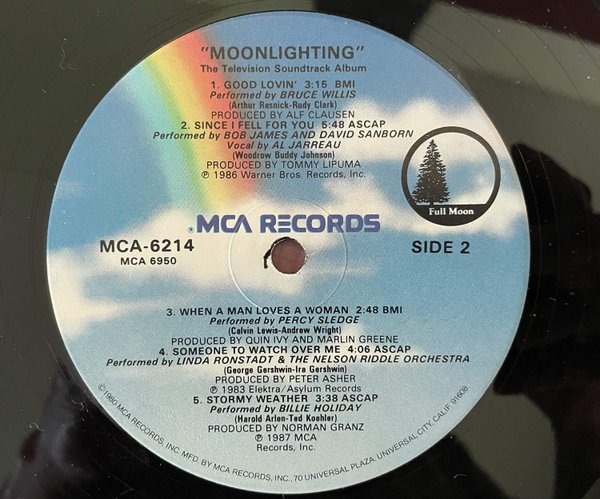 "MOONLIGHTING"
The Television Soundtrack Album
1. GOOD LOVIN' 3:15 BMI
Performed by BRUCE WILLIS
(Arthur Resnick-Rudy Clark)
PRODUCED BY ALF CLAUSEN
2. SINCE I FELL FOR YOU 5:48 ASCAP
Performed by BOB JAMES AND DAVID SANBORN
Vocal by AL JARREAU
(Woodrow Buddy Johnson)
PRODUCED BY TOMMY LIPUMA
℗ 1986 Warner Bros. Records, Inc.
Full Moon
®MCA RECORDS
MCA-6214
MCA 6950
SIDE 2
3. WHEN A MAN LOVES A WOMAN 2:48 BMI
Performed by PERCY SLEDGE
(Calvin Lewis-Andrew Wright)
PRODUCED BY QUIN IVY AND MARLIN GREENE
4. SOMEONE TO WATCH OVER ME 4:06 ASCAP
Performed by LINDA RONSTADT & THE NELSON RIDDLE ORCHESTRA
(George Gershwin-Ira Gershwin)
PRODUCED BY PETER ASHER
℗ 1983 Elektra/Asylum Records
5. STORMY WEATHER 3:38 ASCAP
Performed by BILLIE HOLIDAY
(Harold Arlen-Ted Koehler)
PRODUCED BY NORMAN GRANZ
℗ 1987 MCA
Records, Inc.
©1980 MCA RECORDS, INC. MFD. BY MCA RECORDS, INC., 70 UNIVERSAL PLAZA, UNIVERSAL CITY, CALIF. 91608